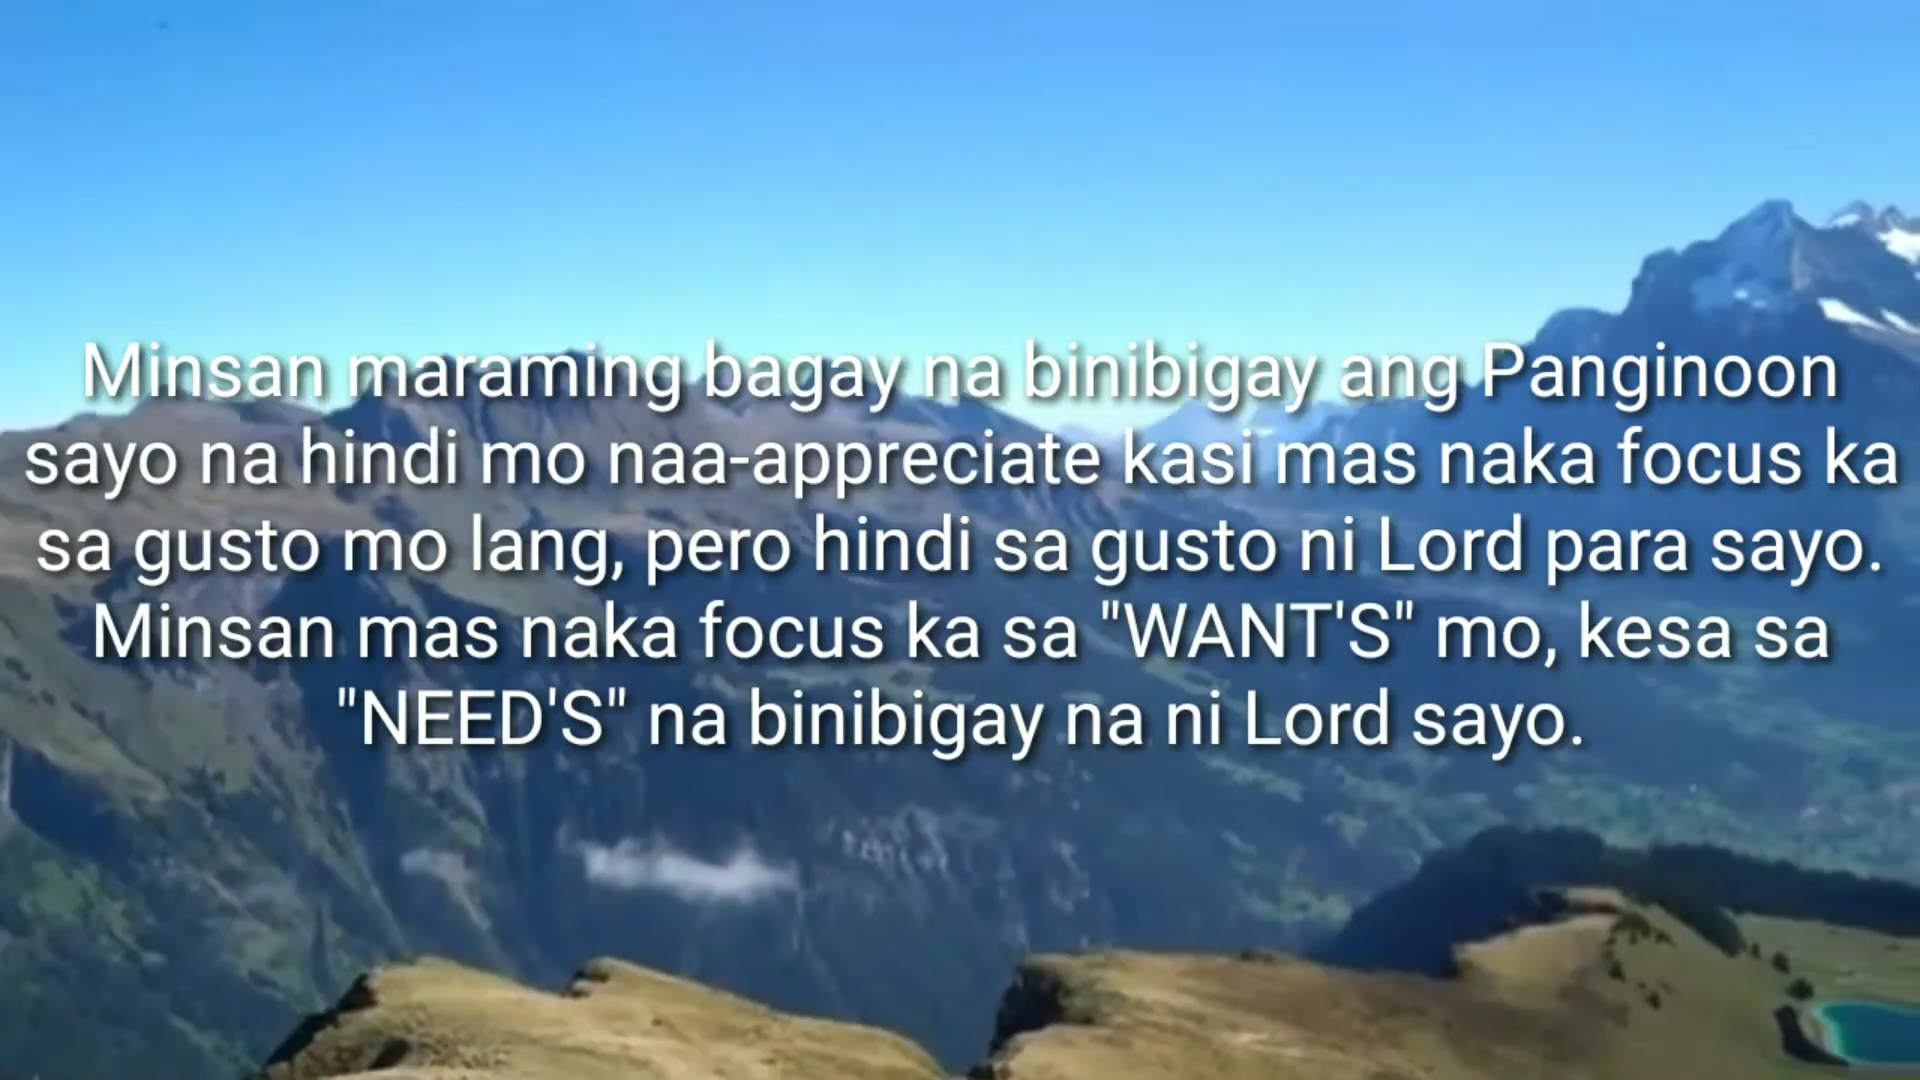 Minsan maraming bagay na binibigay ang Panginoon
sayo na hindi mo naa-appreciate kasi mas naka focus ka
sa gusto mo lang, pero hindi sa gusto ni Lord para sayo.
Minsan mas naka focus ka sa "WANT'S" mo, kesa sa
"NEED'S" na binibigay na ni Lord sayo.